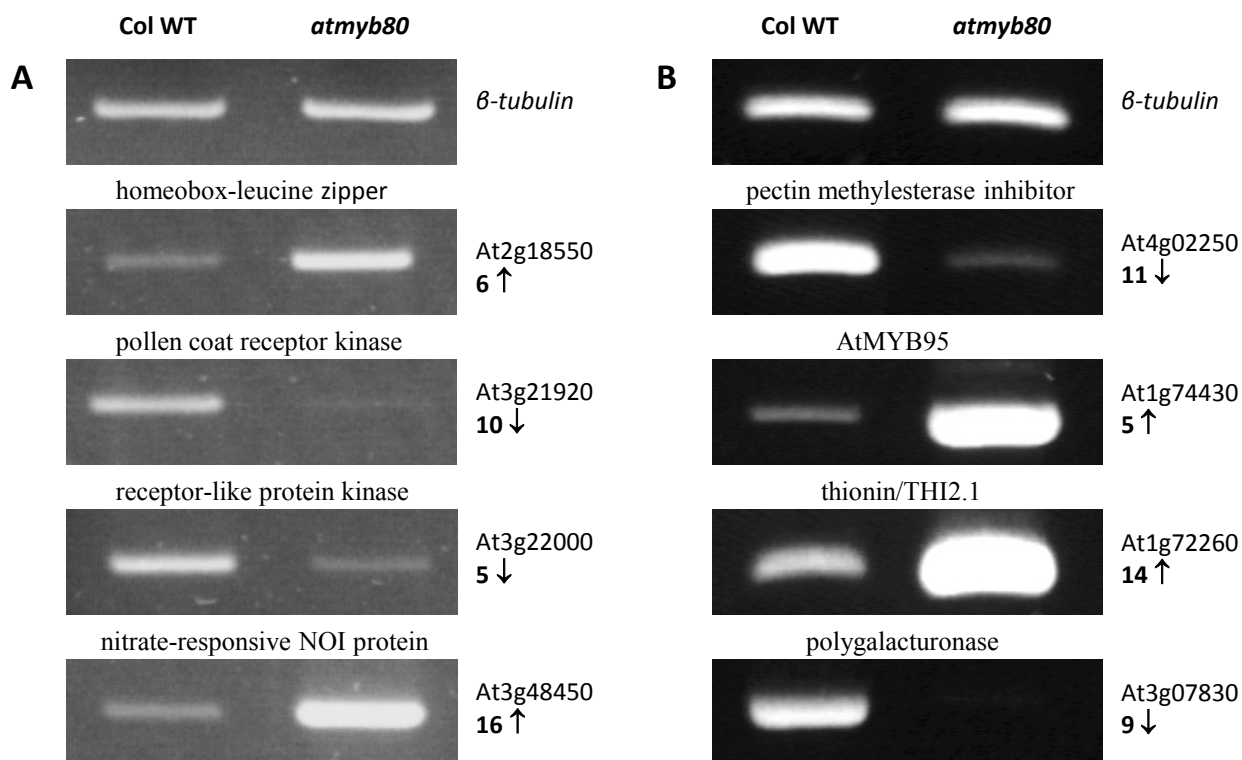 Col WT atmyb80
A
β-tubulin
homeobox-leucine zipper
At2g18550
6 ↑
pollen coat receptor kinase
At3g21920
10 ↓
receptor-like protein kinase
At3g22000
5 ↓
nitrate-responsive NOI protein
At3g48450
16 ↑
Col WT atmyb80
B
β-tubulin
pectin methylesterase inhibitor
At4g02250
11 ↓
AtMYB95
At1g74430
5 ↑
thionin/THI2.1
At1g72260
14 ↑
polygalacturonase
At3g07830
9 ↓